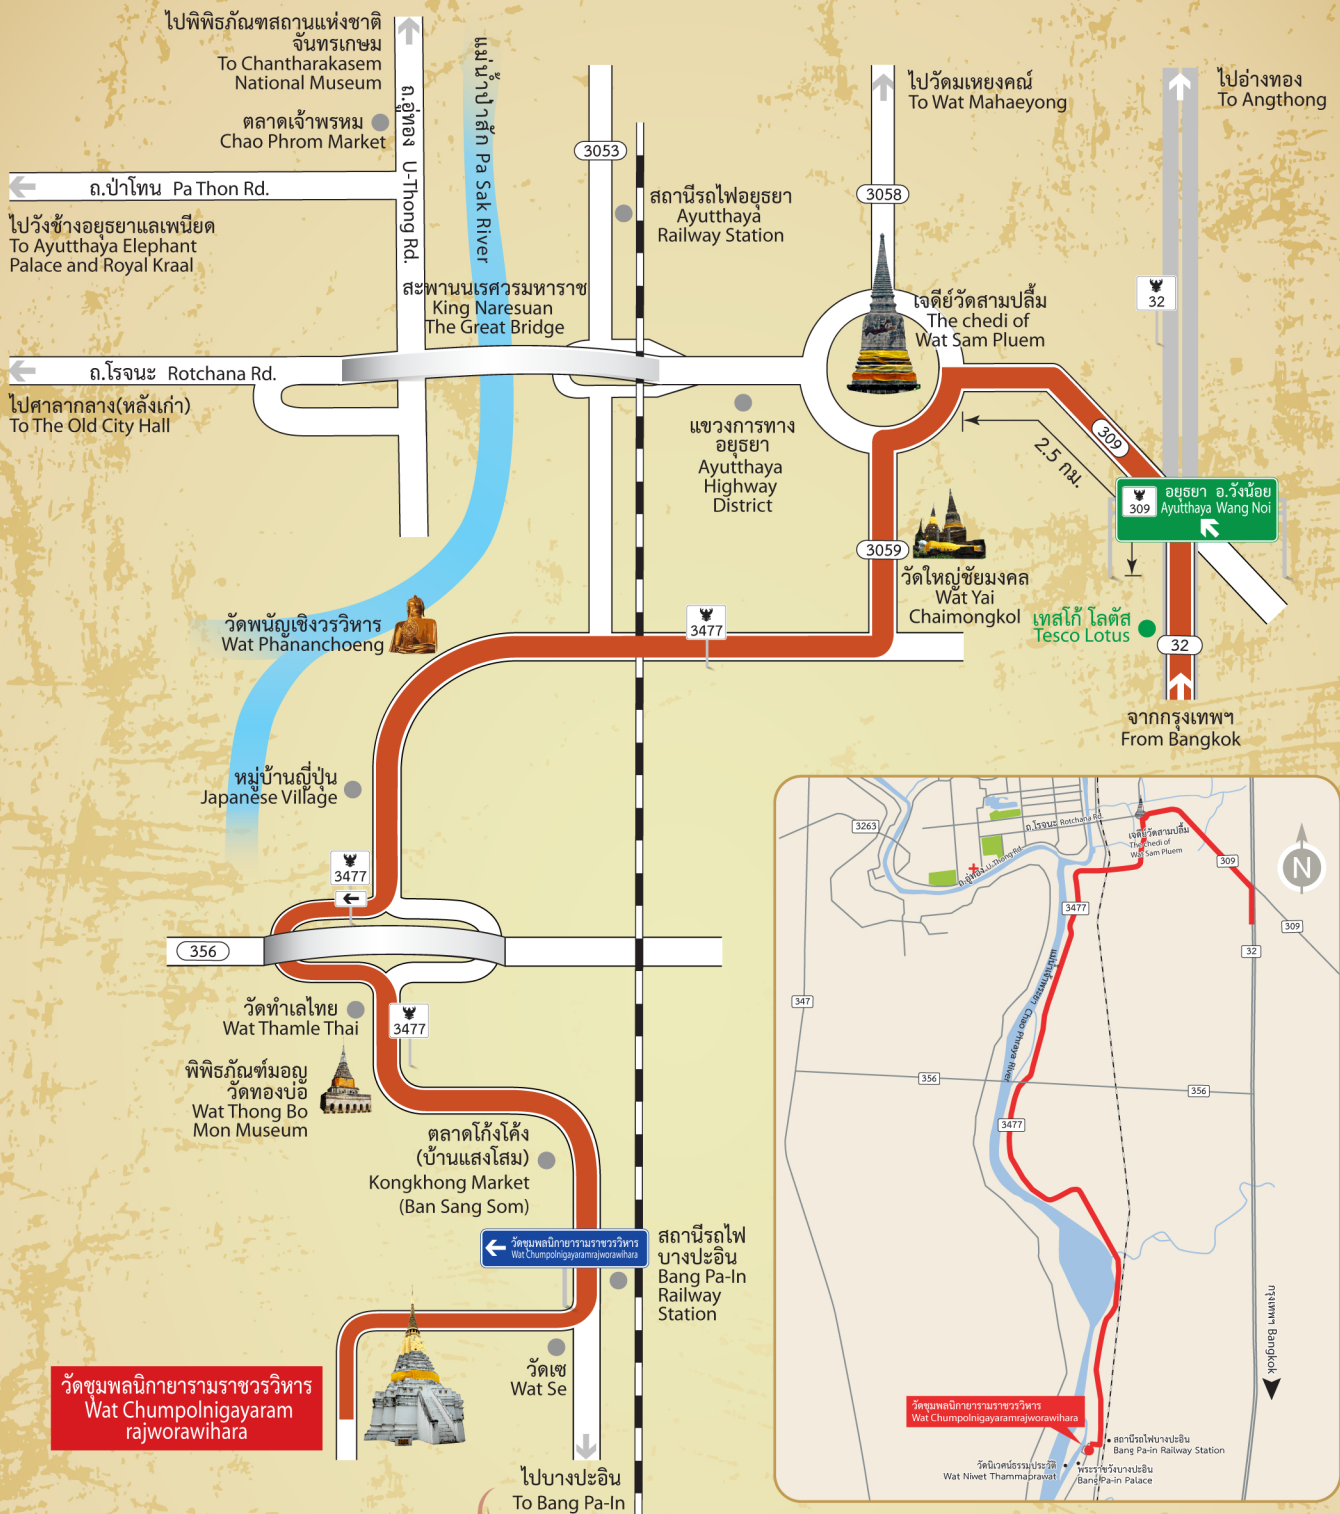 ไปพิพิธภัณฑสถานแห่งชาติ
จันทรเกษม
To Chantharakasem
National Museum
ตลาดเจ้าพรหม
Chao Phrom Market
ถ.ป่าโทน Pa Thon Rd.
ไปวังช้างอยุธยาแลเพนียด
To Ayutthaya Elephant
Palace and Royal Kraal
ถ.อู่ทอง U-Thong Rd.
แม่น้ำป่าสัก Pa Sak River
3053
สถานีรถไฟอยุธยา
Ayutthaya
Railway Station
ไปวัดมเหยงคณ์
To Wat Mahaeyong
3058
ไปอ่างทอง
To Angthong
32
สะพานนเรศวรมหาราช
King Naresuan
The Great Bridge
เจดีย์วัดสามปลื้ม
The chedi of
Wat Sam Pluem
ถ.โรจนะ Rotchana Rd.
ไปศาลากลาง(หลังเก่า)
To The Old City Hall
แขวงการทาง
อยุธยา
Ayutthaya
Highway
District
309
2.5 กม.
309
อยุธยา อ.วังน้อย
Ayutthaya Wang Noi
3059
วัดใหญ่ชัยมงคล
Wat Yai
Chaimongkol
เทสโก้ โลตัส
Tesco Lotus
32
จากกรุงเทพฯ
From Bangkok
วัดพนัญเชิงวรวิหาร
Wat Phananchoeng
3477
หมู่บ้านญี่ปุ่น
Japanese Village
3477
356
วัดทำเลไทย
Wat Thamle Thai
3477
พิพิธภัณฑ์มอญ
วัดทองบ่อ
Wat Thong Bo
Mon Museum
ตลาดโก้งโค้ง
(บ้านแสงโสม)
Kongkhong Market
(Ban Sang Som)
วัดชุมพลนิกายารามราชวรวิหาร
Wat Chumpolnigayaramrajworawihara
สถานีรถไฟ
บางปะอิน
Bang Pa-In
Railway
Station
วัดเซ
Wat Se
วัดชุมพลนิกายารามราชวรวิหาร
Wat Chumpolnigayaram
rajworawihara
ไปบางปะอิน
To Bang Pa-In
3263
ถ.โรจนะ Rotchana Rd.
ถ.อู่ทอง U-Thong Rd.
เจดีย์วัดสามปลื้ม
The chedi of
Wat Sam Pluem
309
N
3477
309
32
347
แม่น้ำเจ้าพระยา Chao Phraya River
356
356
3477
กรุงเทพฯ Bangkok
วัดชุมพลนิกายารามราชวรวิหาร
Wat Chumpolnigayaramrajworawihara
สถานีรถไฟบางปะอิน
Bang Pa-in Railway Station
วัดนิเวศน์ธรรมประวัติ
Wat Niwet Thammaprawat
พระราชวังบางปะอิน
Bang Pa-in Palace